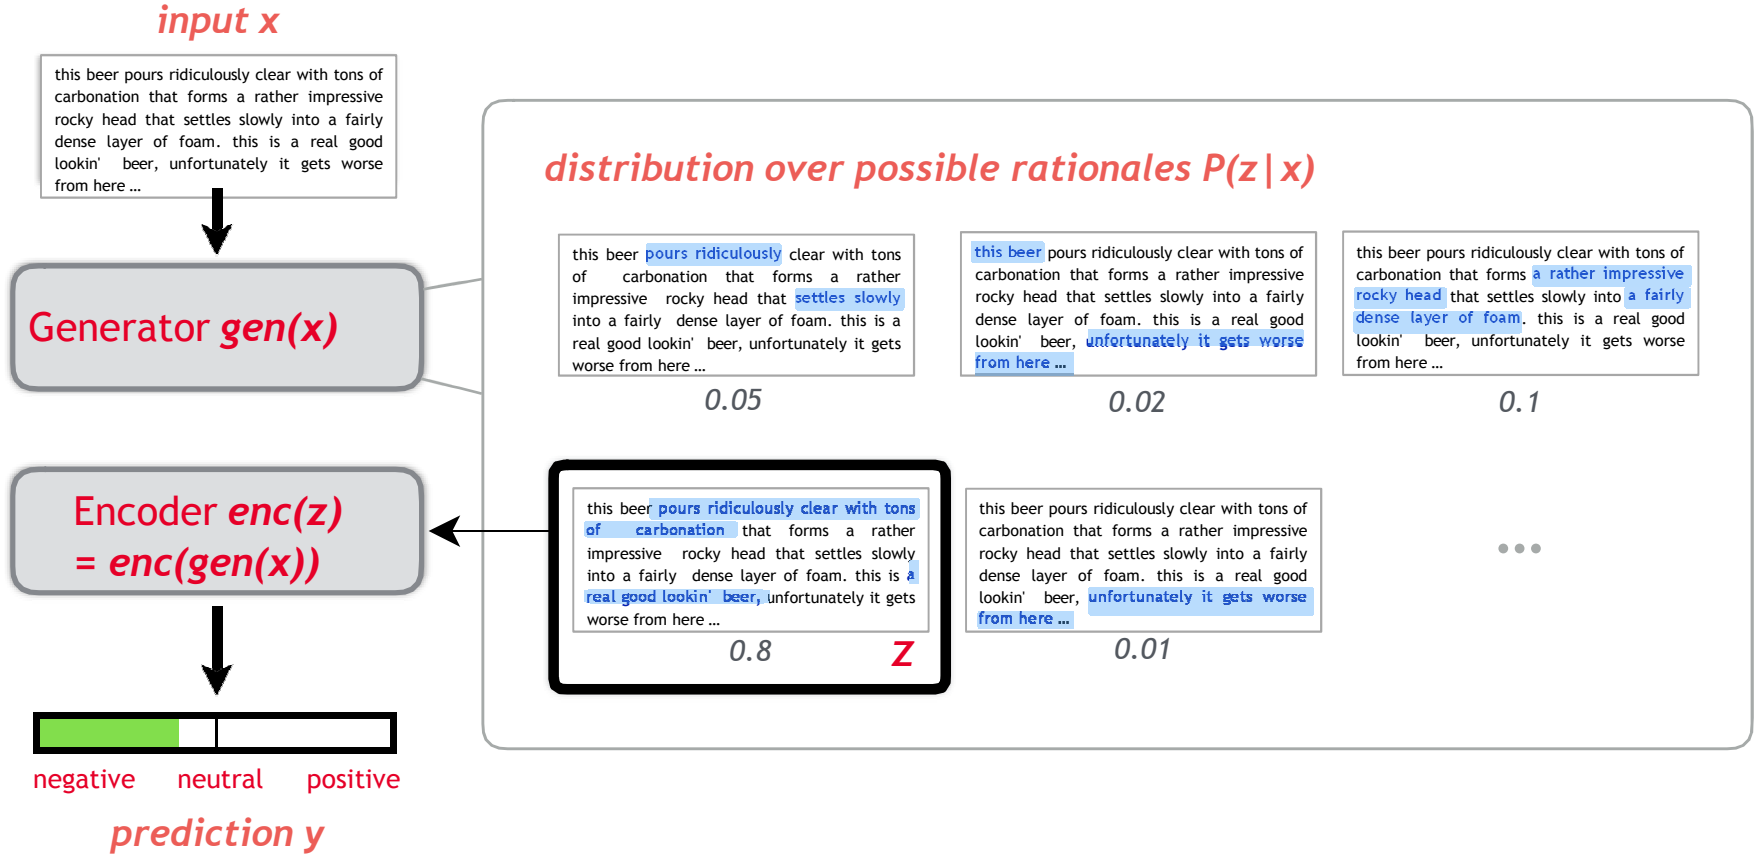 input x
this beer pours ridiculously clear with tons of
carbonation that forms a rather impressive
rocky head that settles slowly into a fairly
dense layer of foam. this is a real good
lookin' beer, unfortunately it gets worse
from here ...
Generator gen(x)
distribution over possible rationales P(z|x)
this beer pours ridiculously clear with tons
of carbonation that forms a rather
impressive rocky head that settles slowly
into a fairly dense layer of foam. this is a
real good lookin' beer, unfortunately it gets
worse from here ...
0.05
this beer pours ridiculously clear with tons of
carbonation that forms a rather impressive
rocky head that settles slowly into a fairly
dense layer of foam. this is a real good
lookin' beer, unfortunately it gets worse
from here ...
0.02
this beer pours ridiculously clear with tons of
carbonation that forms a rather impressive
rocky head that settles slowly into a fairly
dense layer of foam. this is a real good
lookin' beer, unfortunately it gets worse
from here ...
0.1
this beer pours ridiculously clear with tons
of carbonation that forms a rather
impressive rocky head that settles slowly
into a fairly dense layer of foam. this is a
real good lookin' beer, unfortunately it gets
worse from here ...
0.8
Z
this beer pours ridiculously clear with tons of
carbonation that forms a rather impressive
rocky head that settles slowly into a fairly
dense layer of foam. this is a real good
lookin' beer, unfortunately it gets worse
from here ...
0.01
...
Encoder enc(z)
= enc(gen(x))
negative neutral positive
prediction y